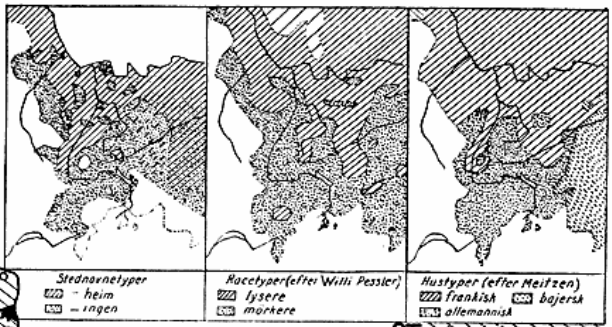 Stednavnetyper
- heim
- ingen
Racetyper (efter Willi Pessler)
lysere
mørkere
Hustyper (efter Meitzen)
frankisk bajersk
allemannisk